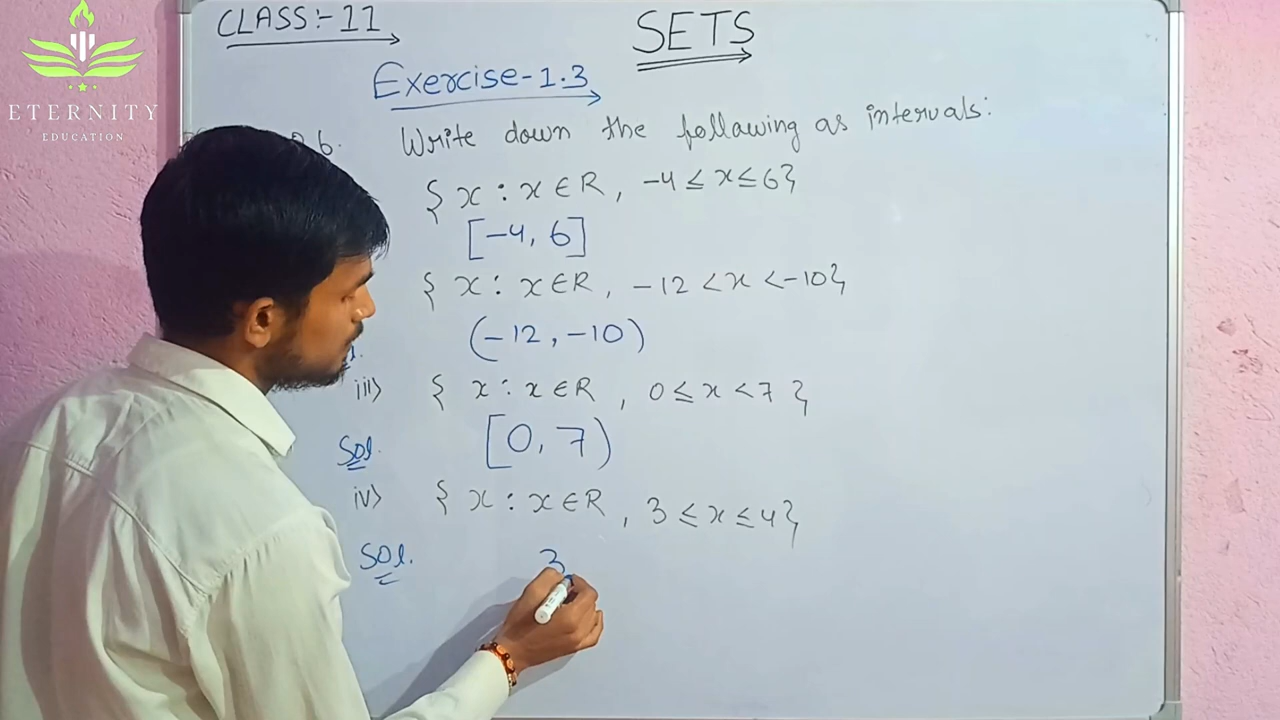 CLASS:- 11
SETS
ETERNITY
EDUCATION
Exercise-1.3
6. Write down the following as intervals:
{ x : x ∈ R, -4 ≤ x ≤ 6}
[-4, 6]
{ x : x ∈ R, -12 < x < -10}
(-12, -10)
iii) { x : x ∈ R, 0 ≤ x < 7 }
Sol. [0, 7)
iv) { x : x ∈ R, 3 ≤ x ≤ 4}
Sol. 3